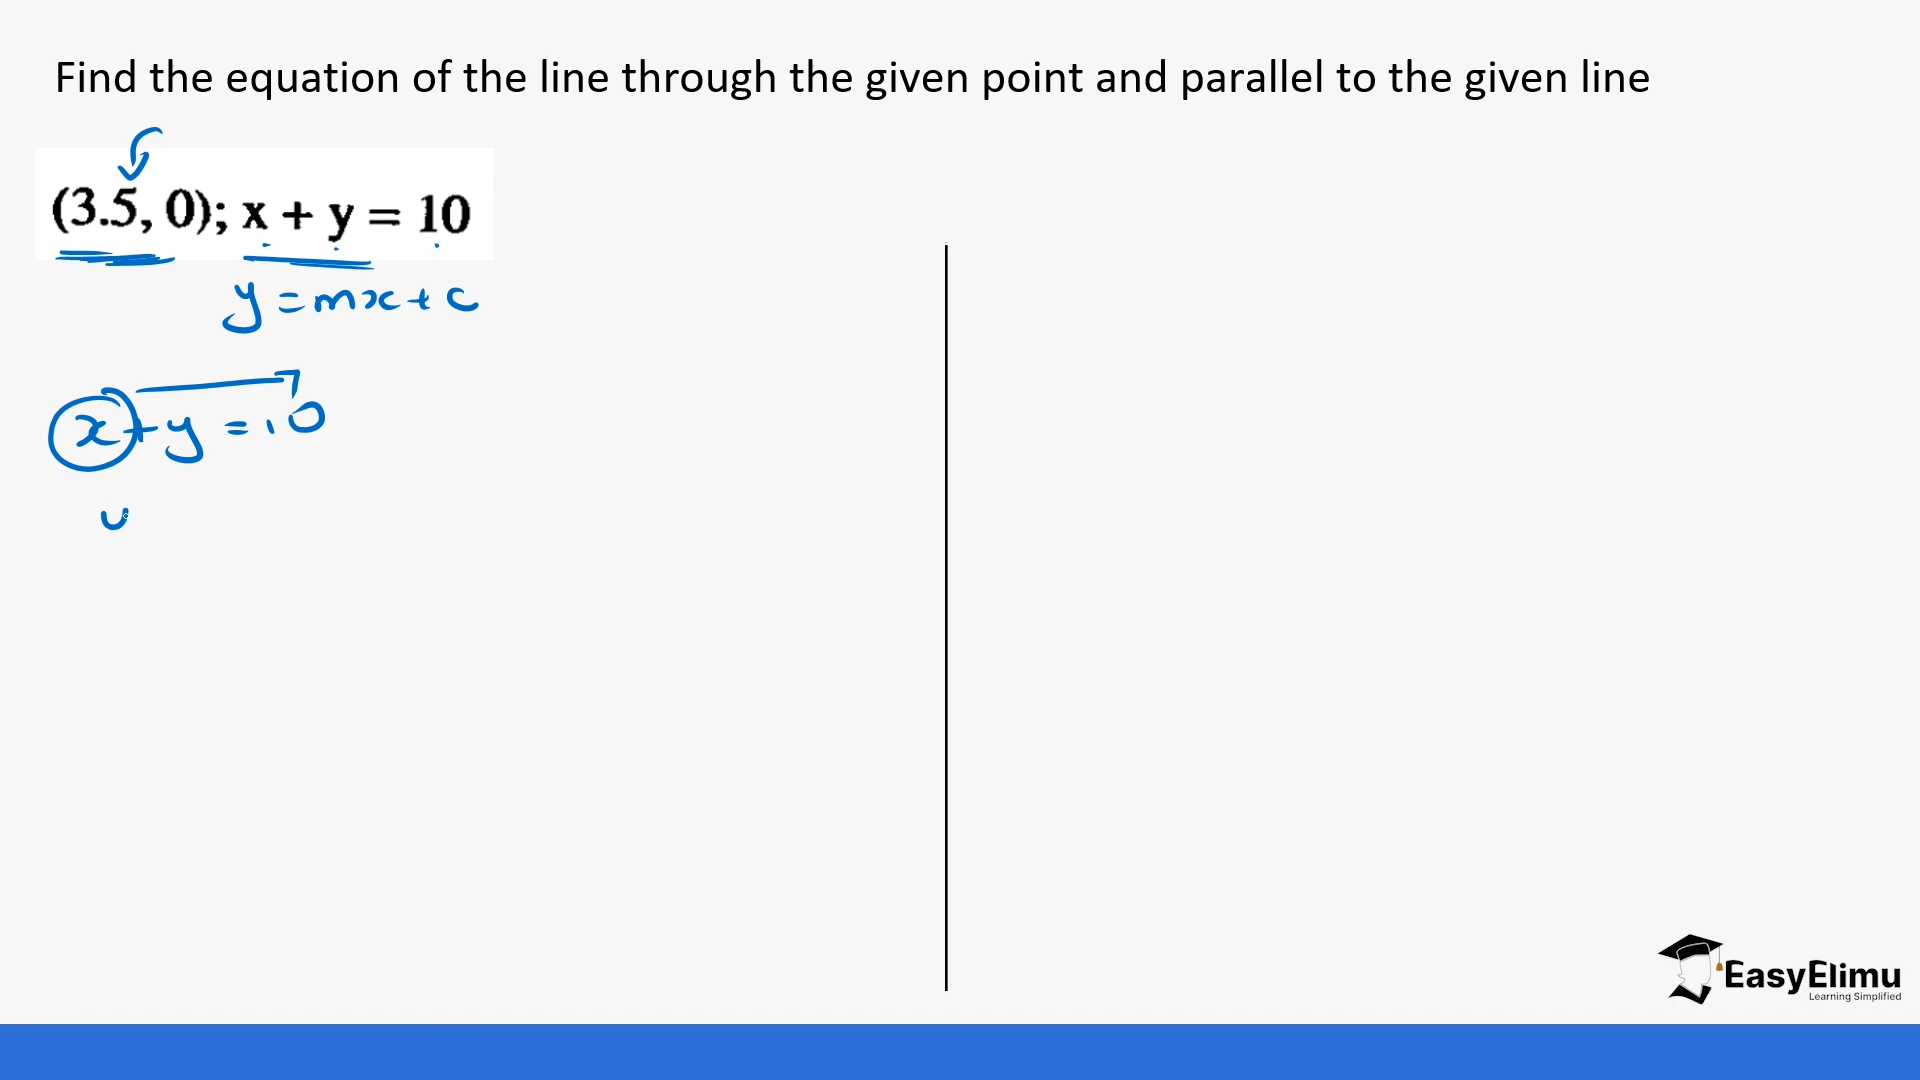 Find the equation of the line through the given point and parallel to the given line
(3.5, 0); x + y = 10
y = mx + c
x + y = 10
EasyElimu
Learning Simplified